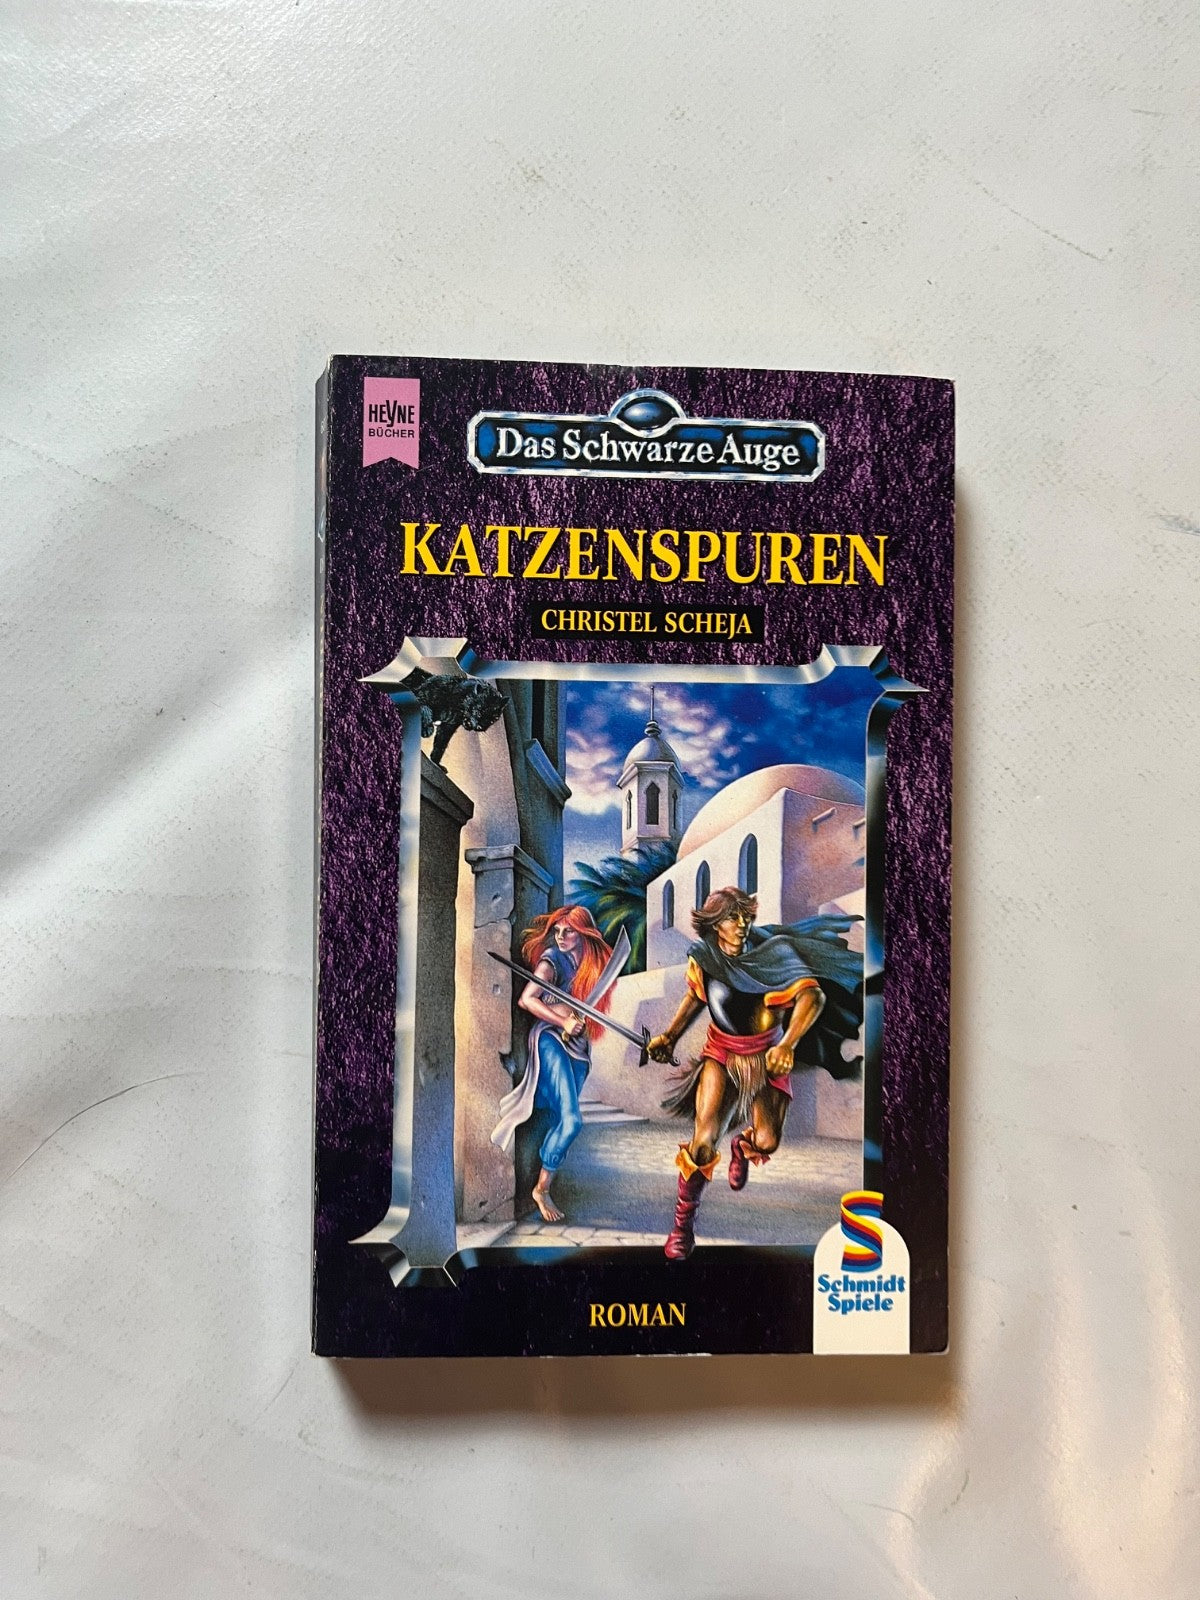 HEYNE
BÜCHER
Das Schwarze Auge
KATZENSPUREN
CHRISTEL SCHEJA
Schmidt
Spiele
ROMAN